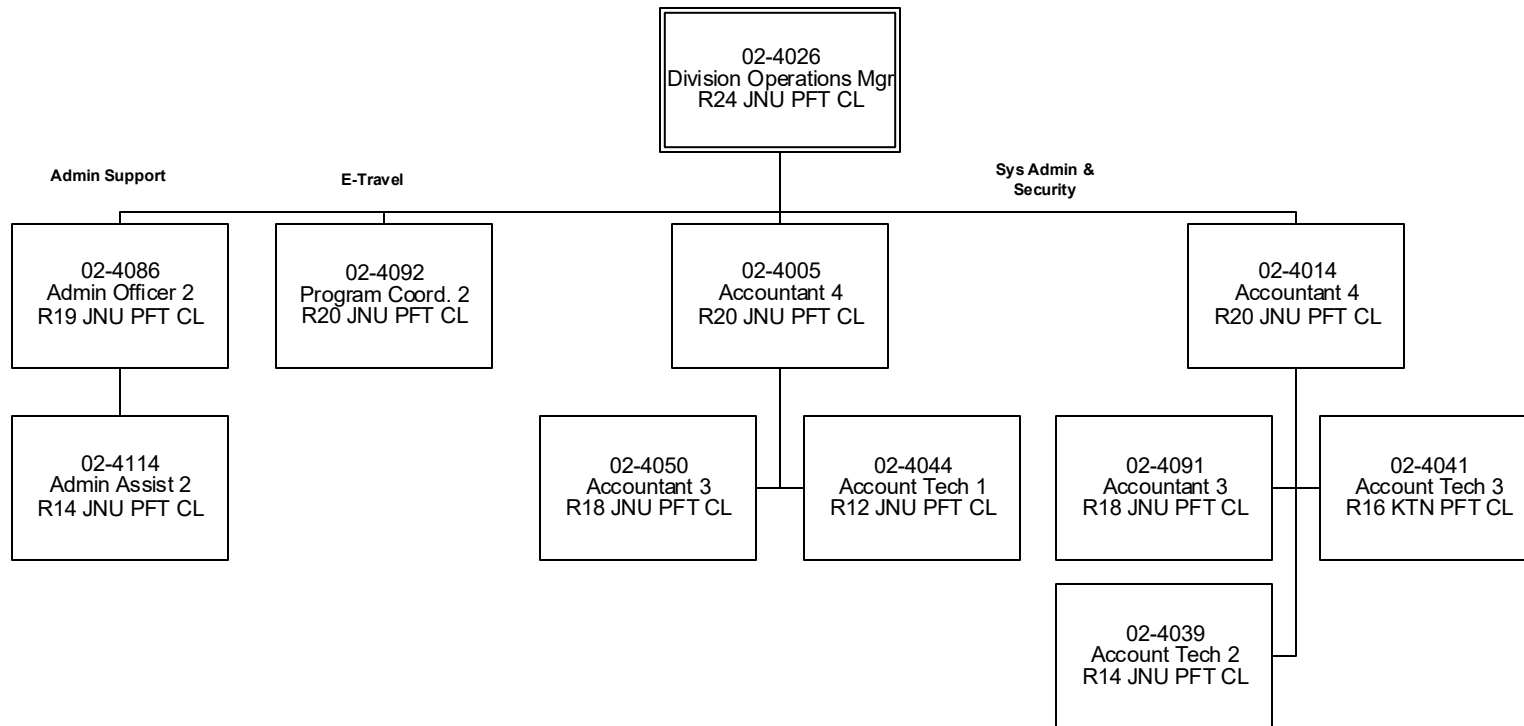 02-4026
Division Operations Mgr
R24 JNU PFT CL
Admin Support
E-Travel
Sys Admin &
Security
02-4086
Admin Officer 2
R19 JNU PFT CL
02-4092
Program Coord. 2
R20 JNU PFT CL
02-4005
Accountant 4
R20 JNU PFT CL
02-4014
Accountant 4
R20 JNU PFT CL
02-4114
Admin Assist 2
R14 JNU PFT CL
02-4050
Accountant 3
R18 JNU PFT CL
02-4044
Account Tech 1
R12 JNU PFT CL
02-4091
Accountant 3
R18 JNU PFT CL
02-4041
Account Tech 3
R16 KTN PFT CL
02-4039
Account Tech 2
R14 JNU PFT CL